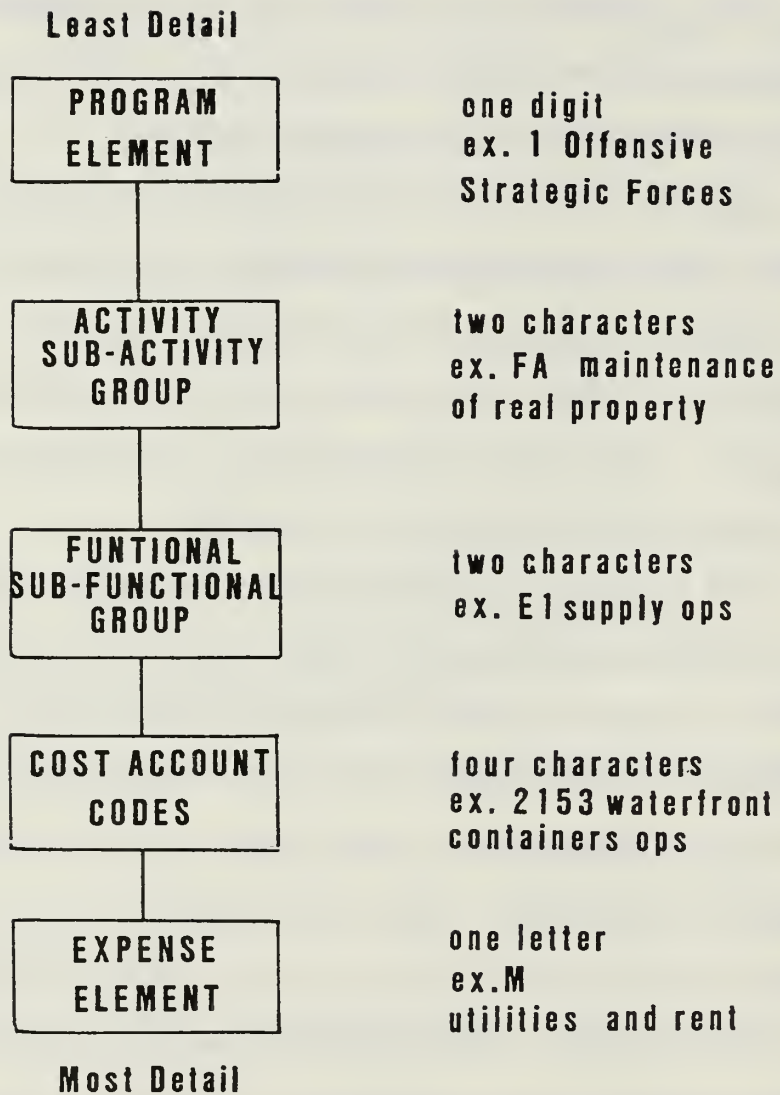 Least Detail
PROGRAM
ELEMENT
one digit
ex. 1 Offensive
Strategic Forces
ACTIVITY
SUB-ACTIVITY
GROUP
two characters
ex. FA maintenance
of real property
FUNTIONAL
SUB-FUNCTIONAL
GROUP
two characters
ex. E1 supply ops
COST ACCOUNT
CODES
four characters
ex. 2153 waterfront
containers ops
EXPENSE
ELEMENT
one letter
ex.M
utilities and rent
Most Detail